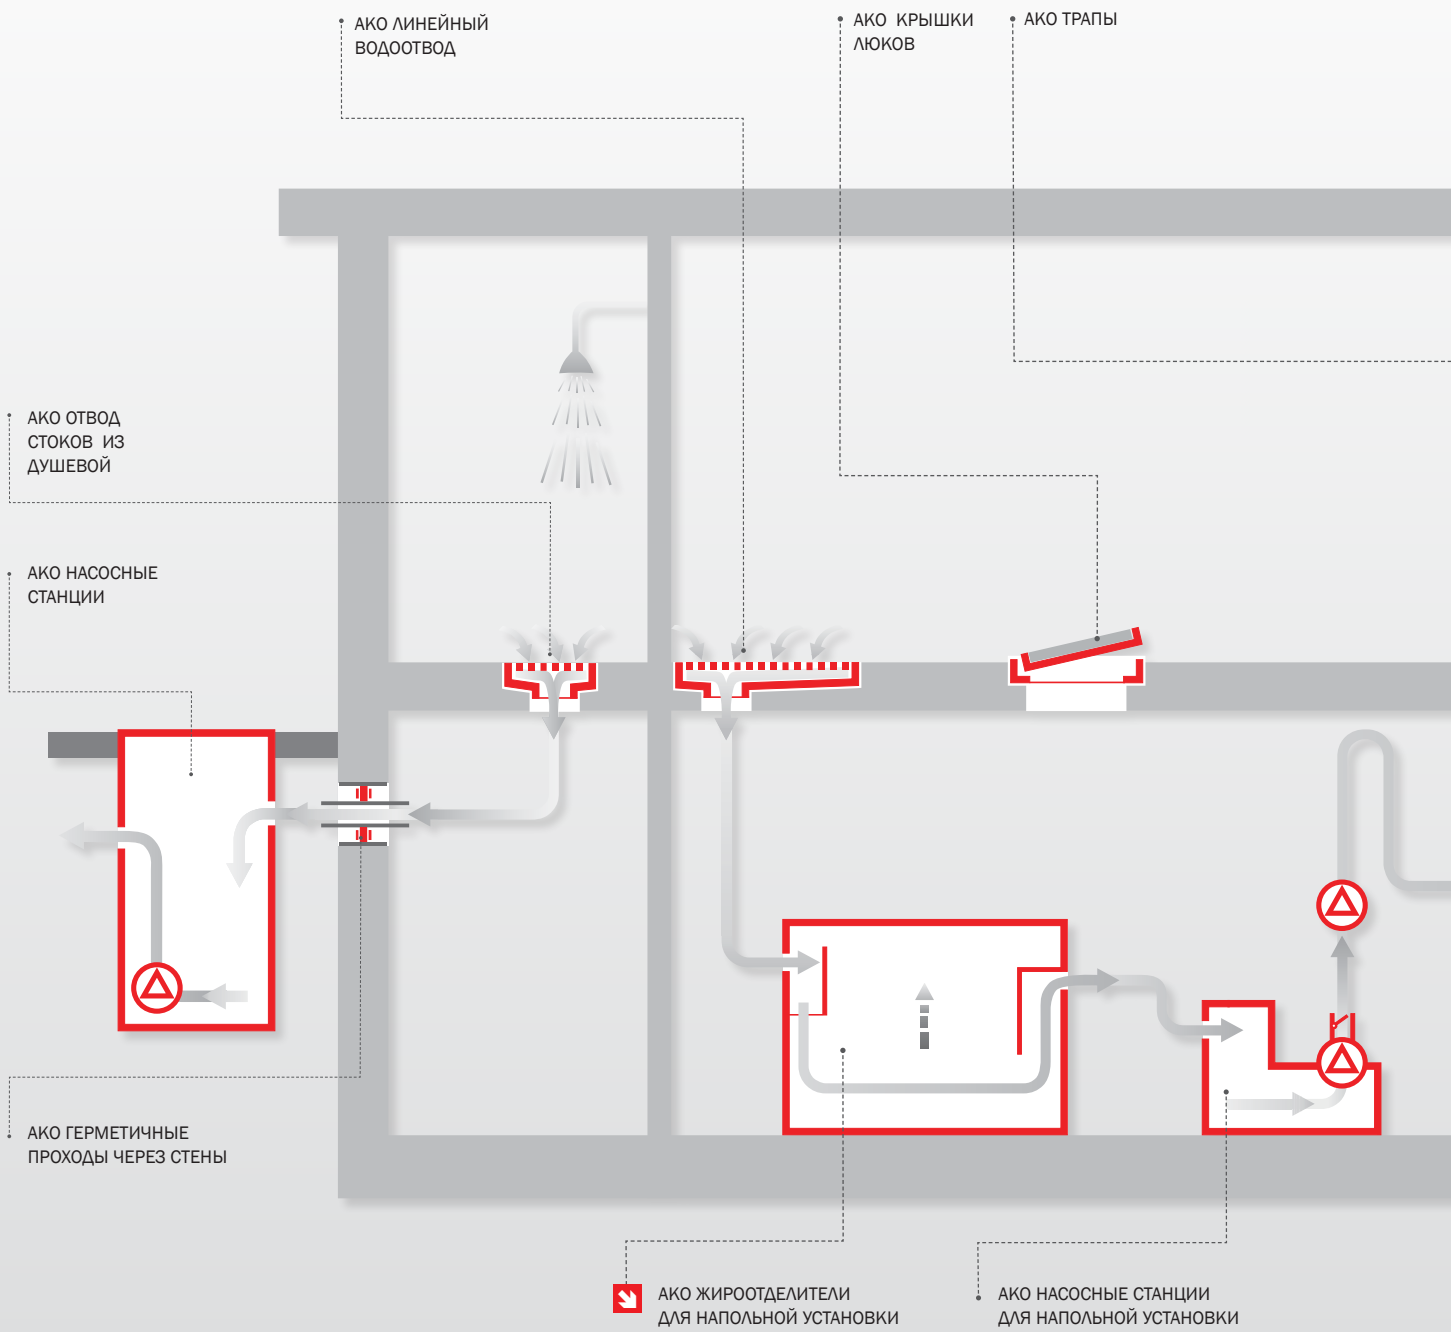 АКО ЛИНЕЙНЫЙ
ВОДООТВОД
АКО КРЫШКИ
ЛЮКОВ
АКО ТРАПЫ
АКО ОТВОД
СТОКОВ ИЗ
ДУШЕВОЙ
АКО НАСОСНЫЕ
СТАНЦИИ
АКО ГЕРМЕТИЧНЫЕ
ПРОХОДЫ ЧЕРЕЗ СТЕНЫ
АКО ЖИРООТДЕЛИТЕЛИ
ДЛЯ НАПОЛЬНОЙ УСТАНОВКИ
АКО НАСОСНЫЕ СТАНЦИИ
ДЛЯ НАПОЛЬНОЙ УСТАНОВКИ